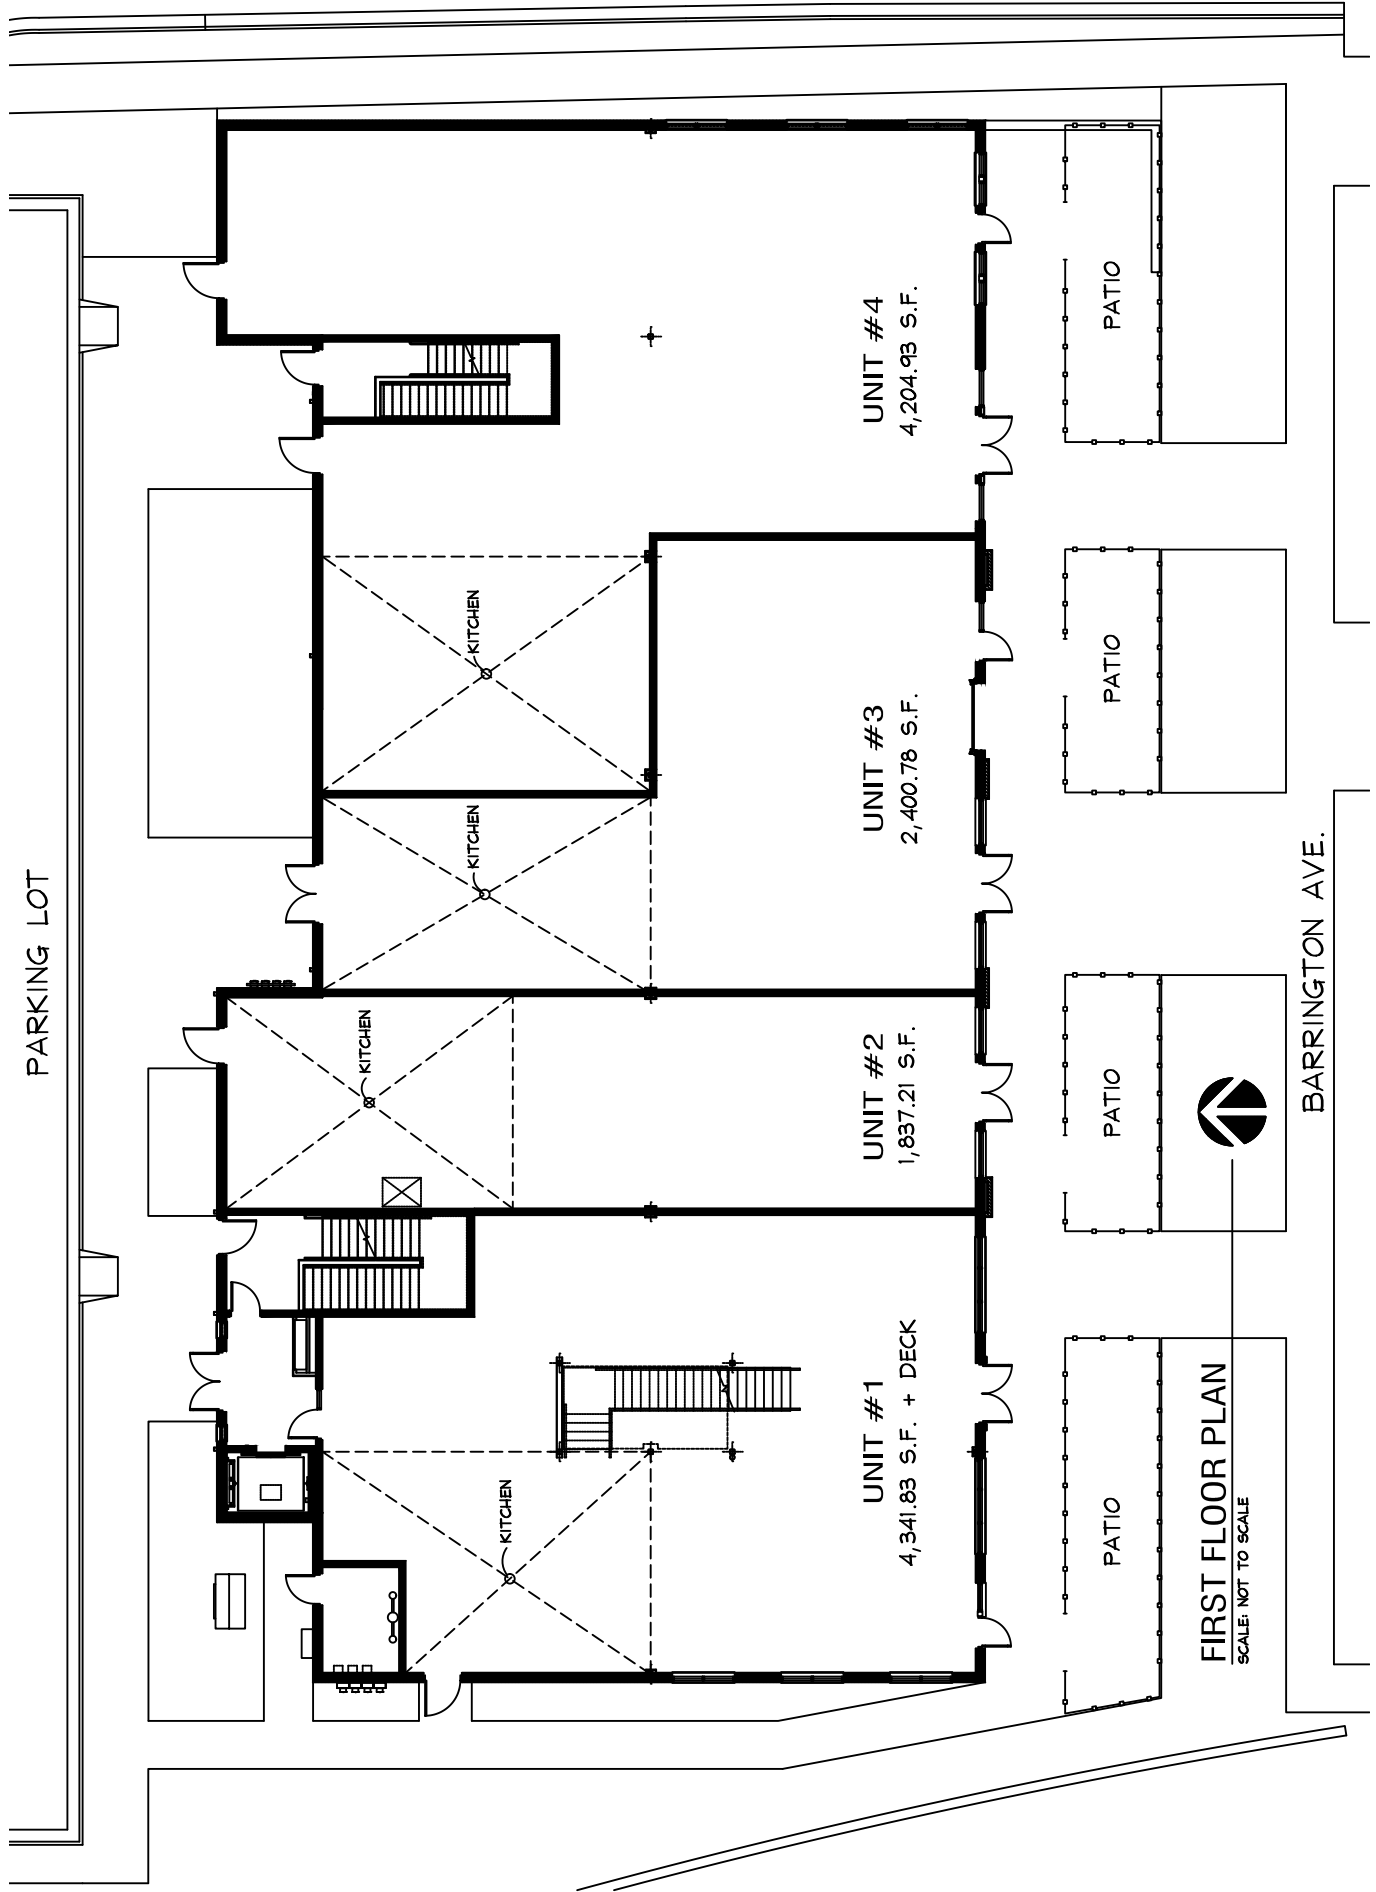 PARKING LOT
KITCHEN
KITCHEN
KITCHEN
KITCHEN
UNIT #1
4,341.83 S.F. + DECK
UNIT #2
1,837.21 S.F.
UNIT #3
2,400.78 S.F.
UNIT #4
4,204.93 S.F.
PATIO
PATIO
PATIO
PATIO
FIRST FLOOR PLAN
SCALE: NOT TO SCALE
BARRINGTON AVE.